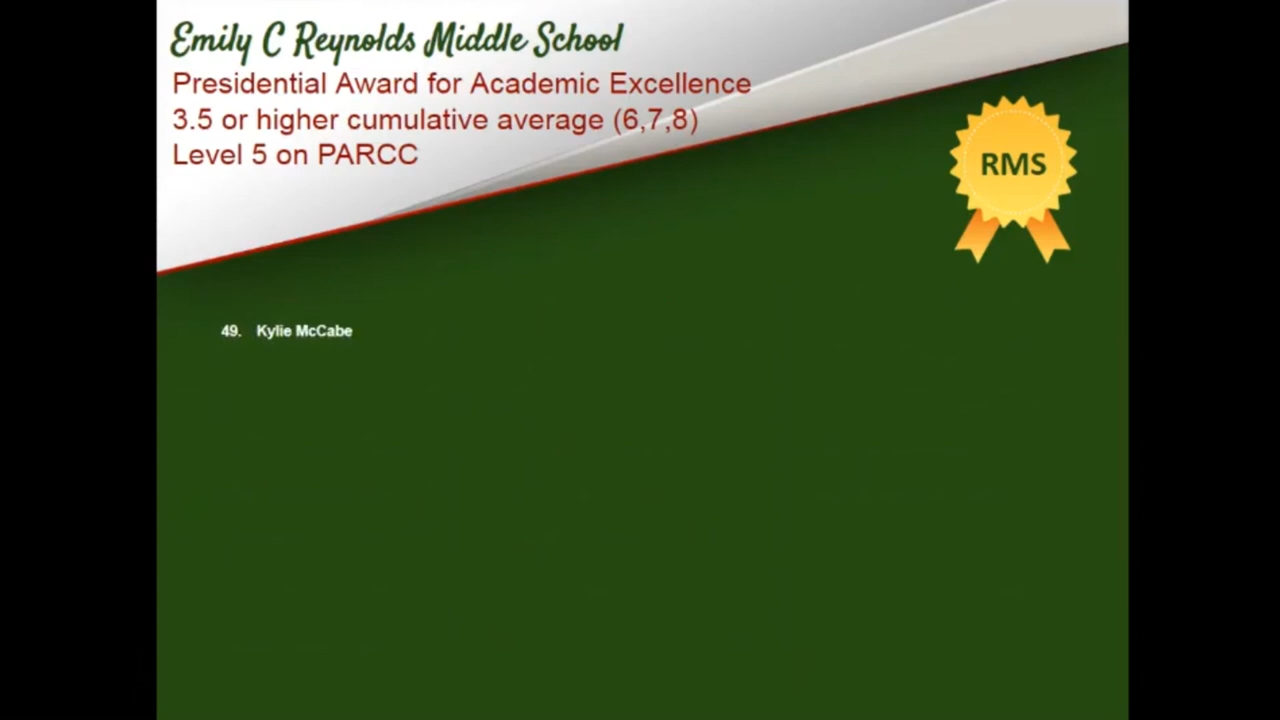 Emily C Reynolds Middle School
Presidential Award for Academic Excellence
3.5 or higher cumulative average (6,7,8)
Level 5 on PARCC
RMS
49. Kylie McCabe